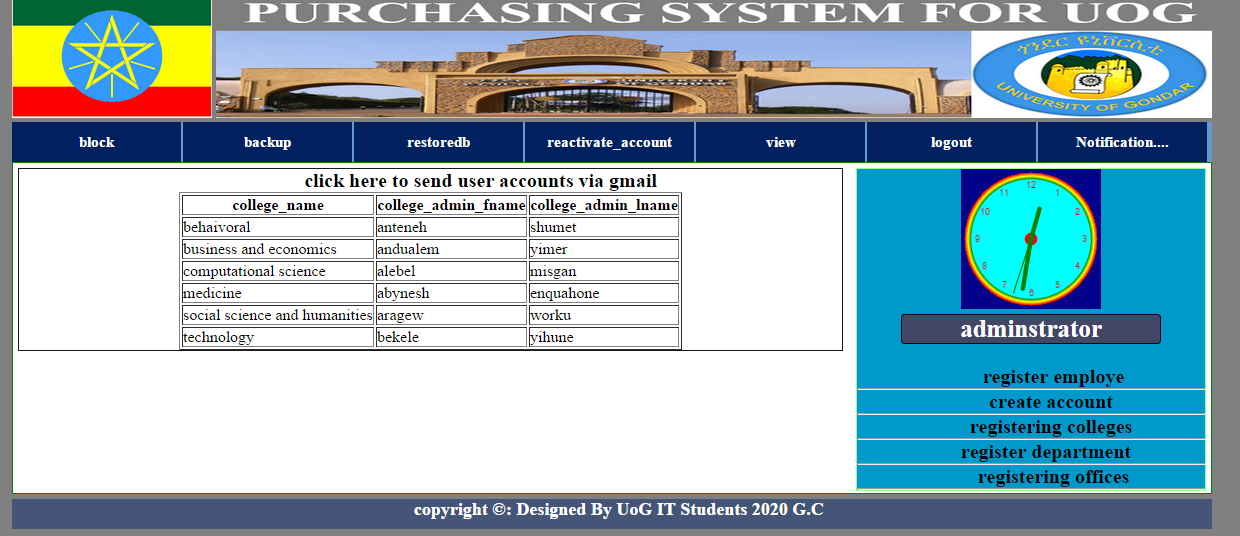 PURCHASING SYSTEM FOR UOG
ጎንደር ዩኒቨርስቲ
UNIVERSITY OF GONDAR
block backup restoredb reactivate_account view logout Notification....
click here to send user accounts via gmail
college_name college_admin_fname college_admin_lname
behaivoral anteneh shumet
business and economics andualem yimer
computational science alebel misgan
medicine abynesh enquahone
social science and humanities aragew worku
technology bekele yihune
12
11 1
10 2
9 3
8 4
7 5
6
adminstrator
register employe
create account
registering colleges
register department
registering offices
copyright ©: Designed By UoG IT Students 2020 G.C